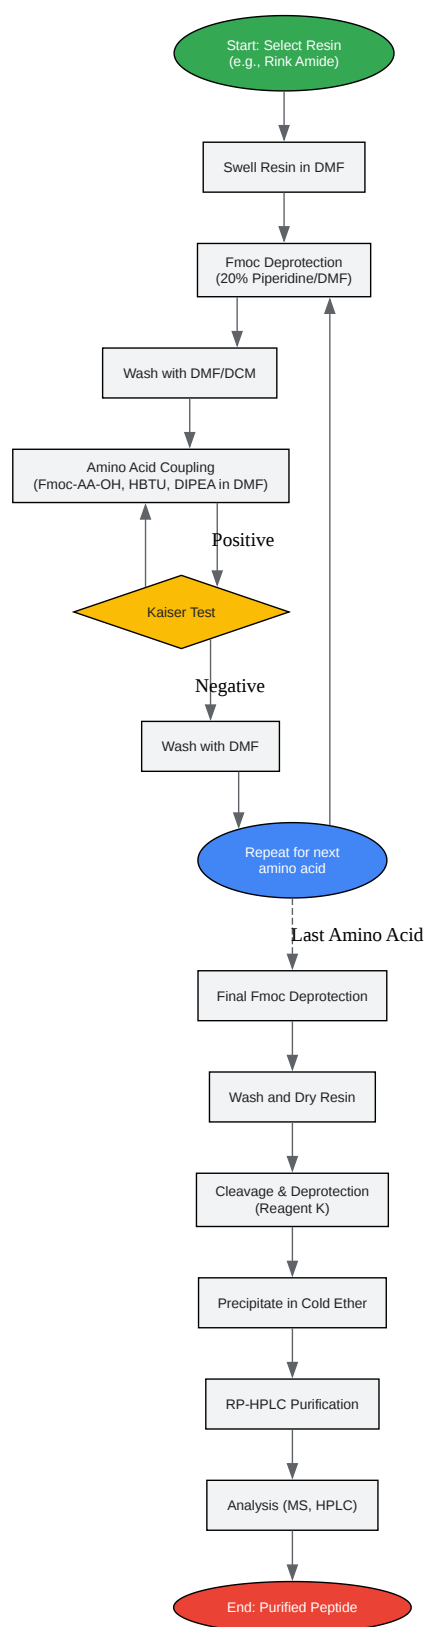 Start: Select Resin
(e.g., Rink Amide)
Swell Resin in DMF
Fmoc Deprotection
(20% Piperidine/DMF)
Wash with DMF/DCM
Amino Acid Coupling
(Fmoc-AA-OH, HBTU, DIPEA in DMF)
Positive
Kaiser Test
Negative
Wash with DMF
Repeat for next
amino acid
Last Amino Acid
Final Fmoc Deprotection
Wash and Dry Resin
Cleavage & Deprotection
(Reagent K)
Precipitate in Cold Ether
RP-HPLC Purification
Analysis (MS, HPLC)
End: Purified Peptide